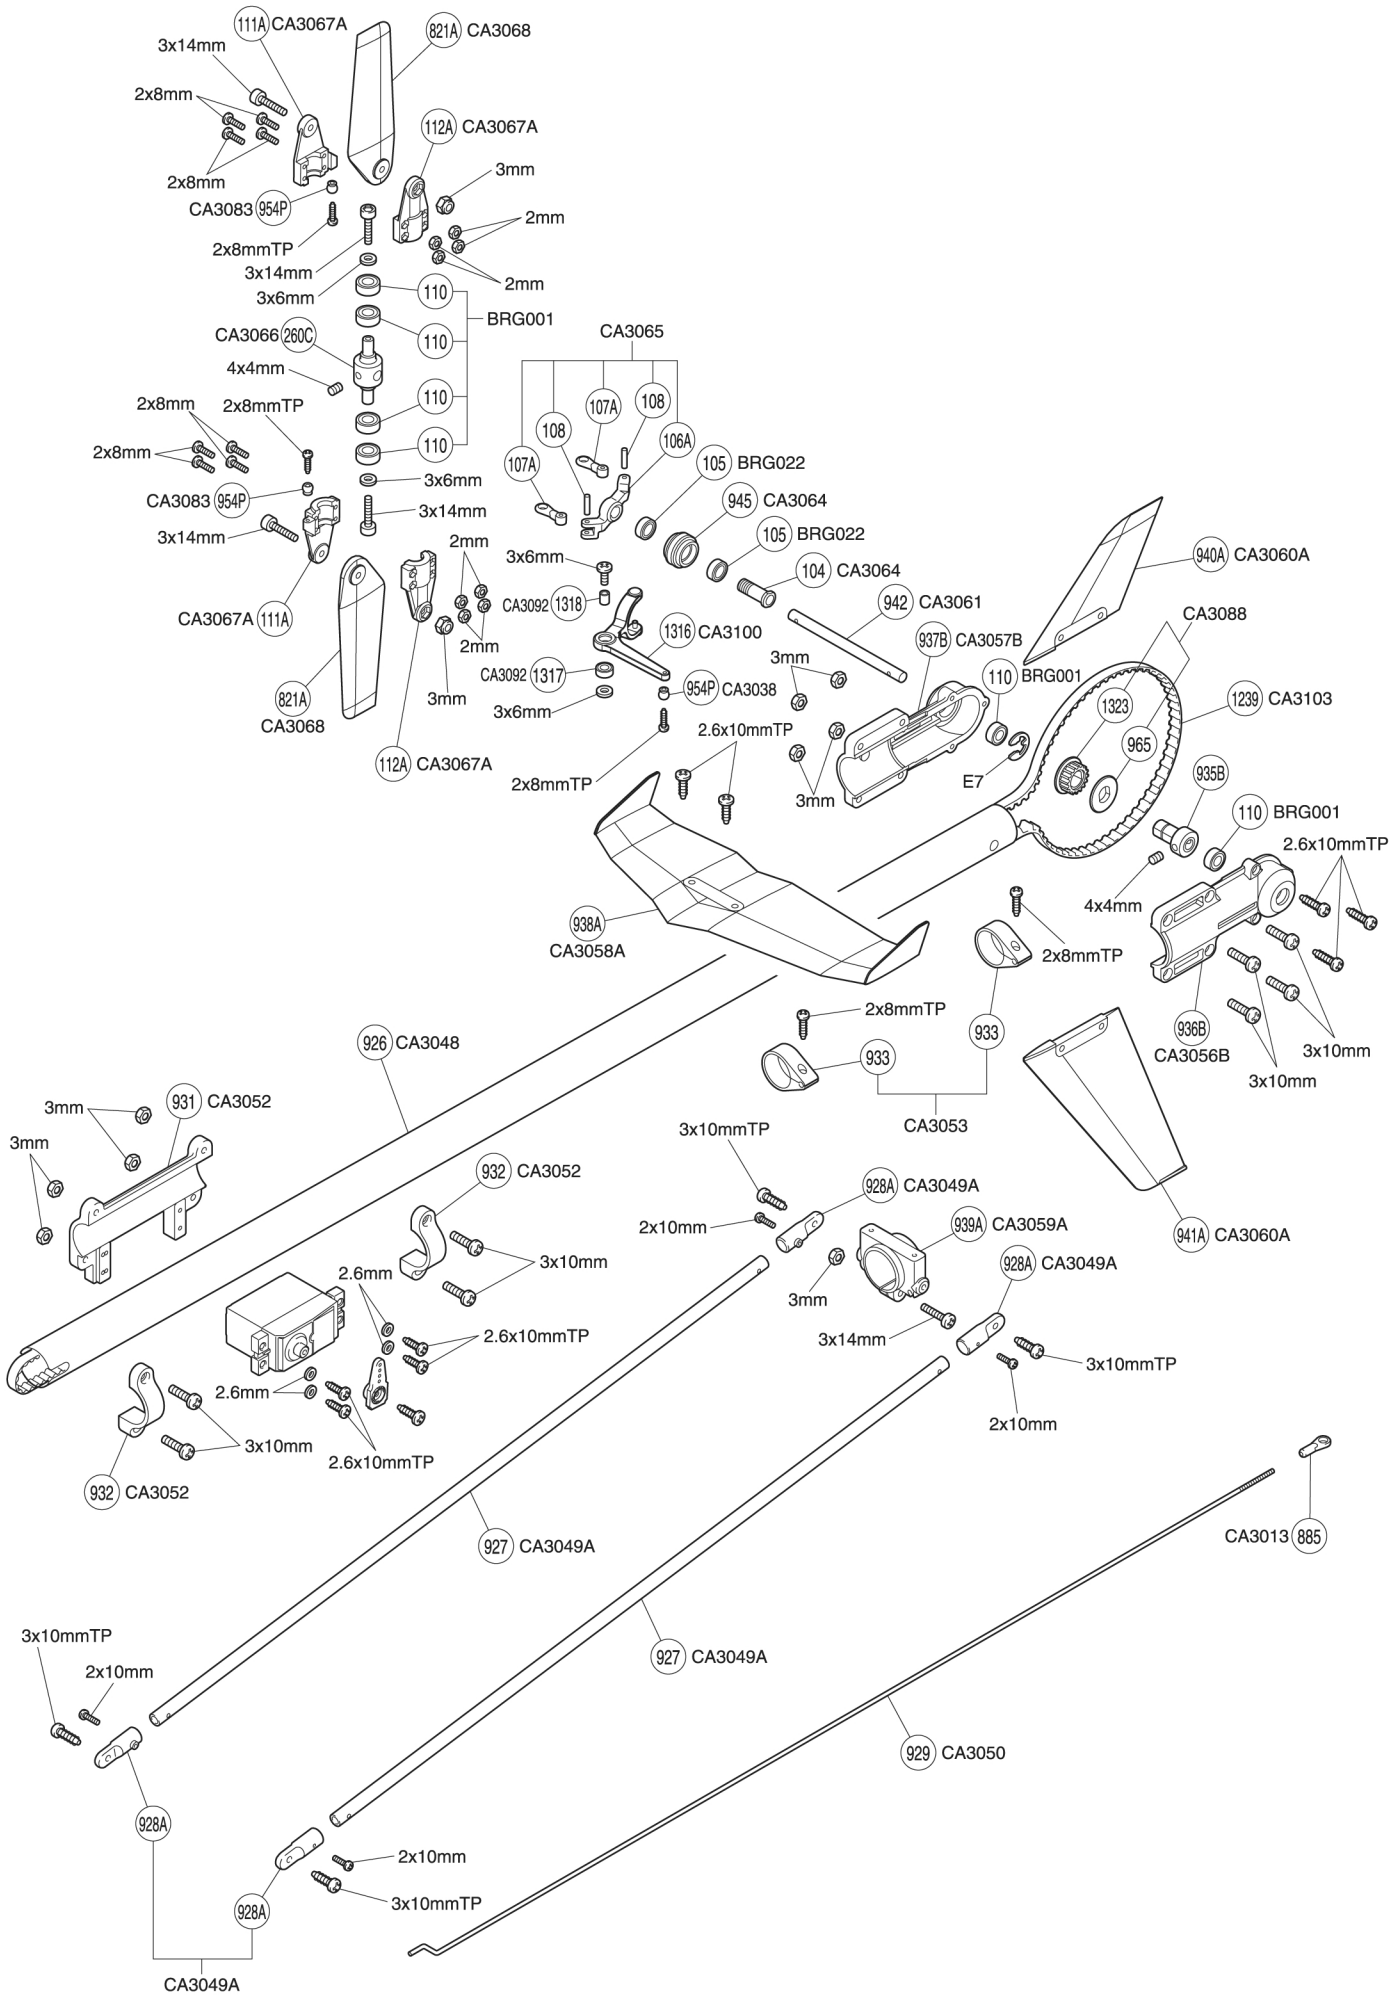 111A CA3067A
821A CA3068
3x14mm
2x8mm
112A CA3067A
3mm
2x8mm
CA3083 954P
2mm
2x8mmTP
3x14mm
2mm
3x6mm
110
BRG001
CA3066 260C
110
CA3065
4x4mm
110
107A
108
2x8mm
2x8mmTP
108
106A
110
2x8mm
107A
105 BRG022
3x6mm
CA3083 954P
945 CA3064
3x14mm
3x14mm
105 BRG022
2mm
3x6mm
940A CA3060A
104 CA3064
CA3067A 111A
CA3092 1318
942 CA3061
CA3088
2mm
1316 CA3100
937B CA3057B
3mm
CA3092 1317
110 BRG001
821A
CA3068
3mm
954P CA3038
3x6mm
1239 CA3103
1323
2.6x10mmTP
965
112A CA3067A
935B
2x8mmTP
E7
3mm
110 BRG001
2.6x10mmTP
4x4mm
938A
CA3058A
2x8mmTP
2x8mmTP
933
936B
CA3056B
926 CA3048
933
3x10mm
3x10mm
931 CA3052
3mm
CA3053
3x10mmTP
3mm
932 CA3052
928A CA3049A
2x10mm
939A CA3059A
941A CA3060A
928A CA3049A
3x10mm
2.6mm
3mm
3x14mm
2.6x10mmTP
3x10mmTP
2.6mm
2x10mm
3x10mm
2.6x10mmTP
932 CA3052
CA3013 885
927 CA3049A
3x10mmTP
927 CA3049A
2x10mm
929 CA3050
928A
2x10mm
928A
3x10mmTP
CA3049A